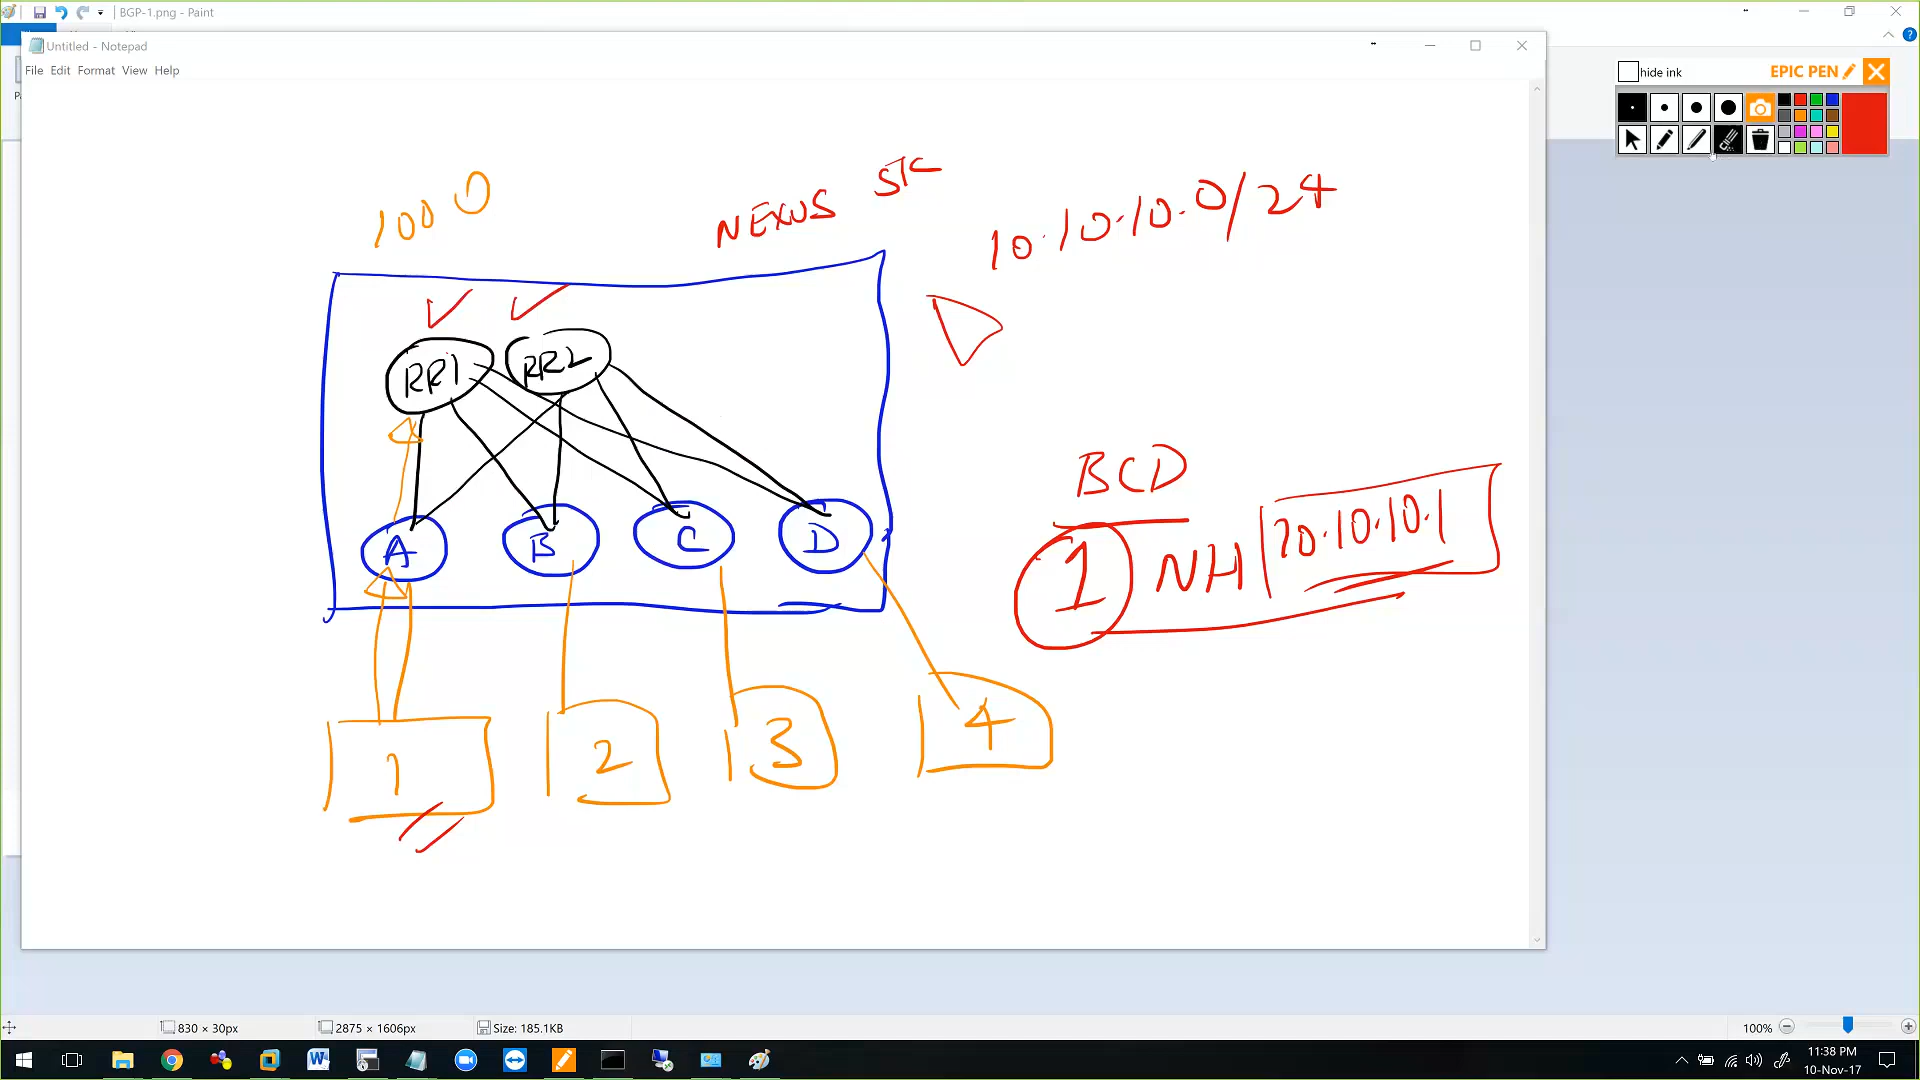 BGP-1.png - Paint
Untitled - Notepad
File Edit Format View Help
hide ink
EPIC PEN
1000
NEXUS
10.10.10.0/24
RR1 RR2
BCD
A B C D
1 NH 20.10.10.1
1 2 3 4
830 × 30px
2875 × 1606px
Size: 185.1KB
100%
11:38 PM
10-Nov-17